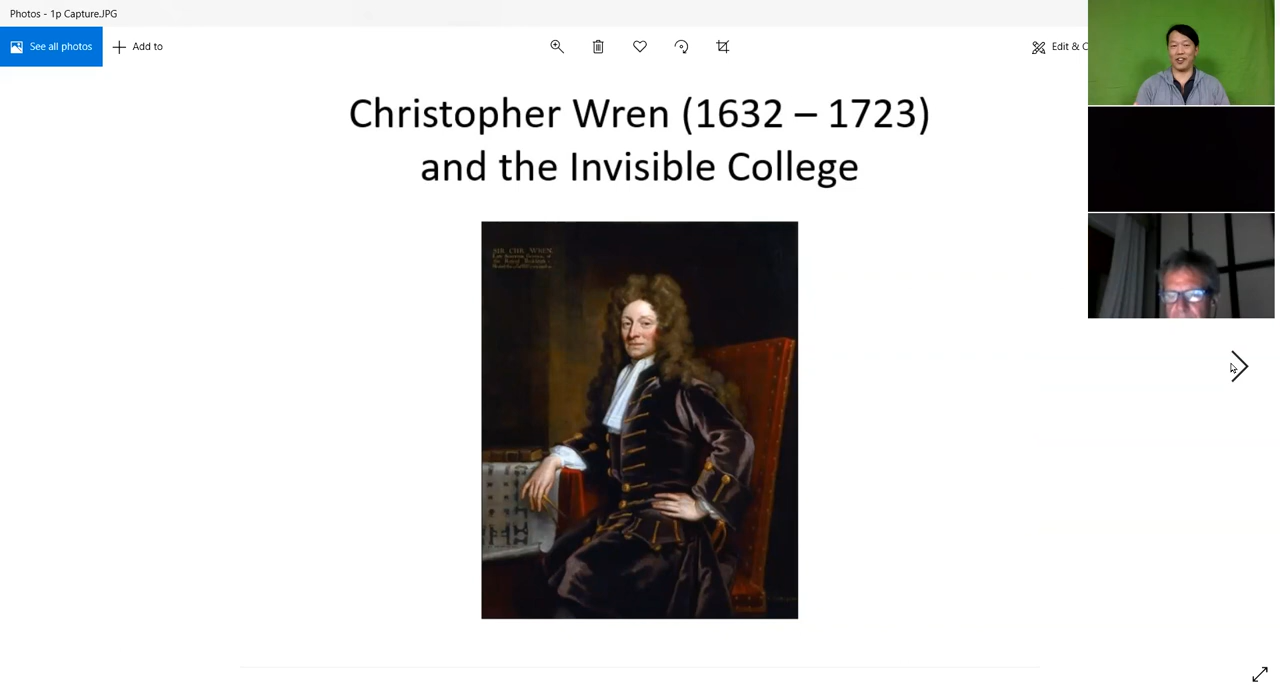 Photos - 1p Capture.JPG
See all photos
Add to
Edit & C
Christopher Wren (1632 – 1723)
and the Invisible College
SIR CHR WREN